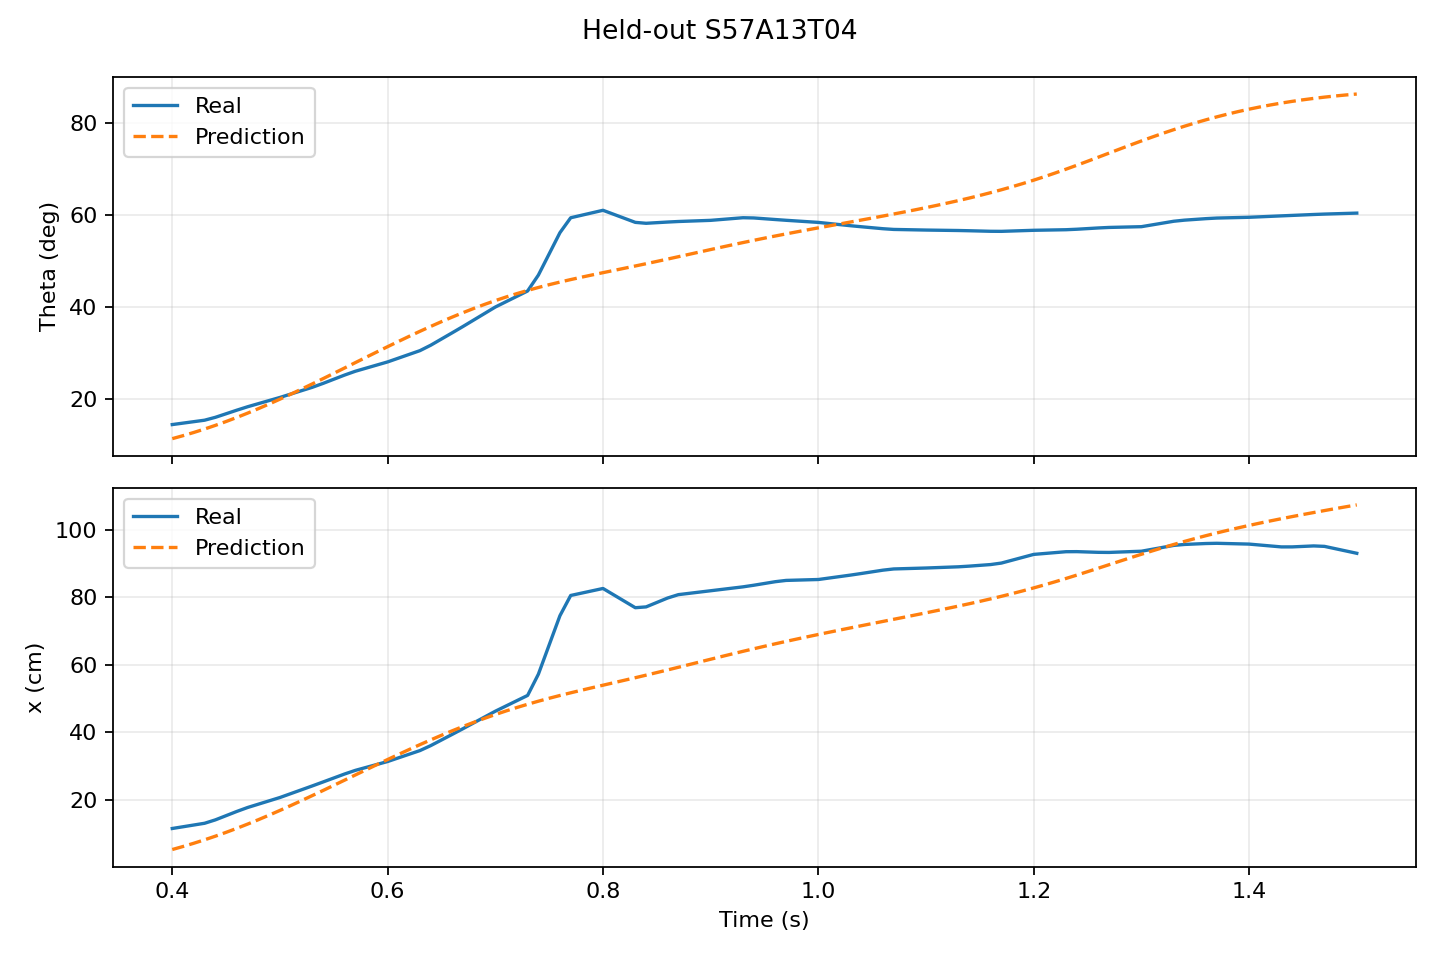 Held-out S57A13T04
Real
Prediction
Theta (deg)
80
60
40
20
Real
Prediction
x (cm)
100
80
60
40
20
0.4 0.6 0.8 1.0 1.2 1.4
Time (s)